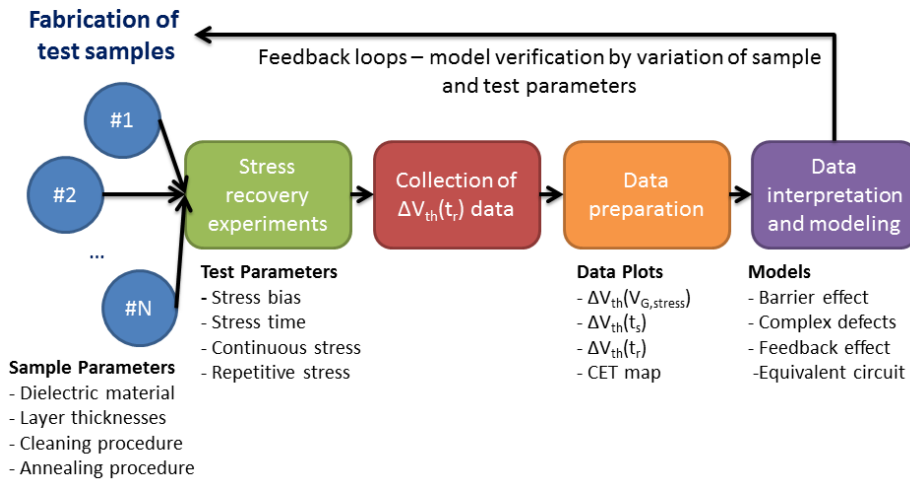 Fabrication of
test samples
Feedback loops – model verification by variation of sample
and test parameters
#1
#2
...
#N
Stress
recovery
experiments
Collection of
ΔVth(tr) data
Data
preparation
Data
interpretation
and modeling
Sample Parameters
- Dielectric material
- Layer thicknesses
- Cleaning procedure
- Annealing procedure
Test Parameters
- Stress bias
- Stress time
- Continuous stress
- Repetitive stress
Data Plots
- ΔVth(VG,stress)
- ΔVth(ts)
- ΔVth(tr)
- CET map
Models
- Barrier effect
- Complex defects
- Feedback effect
-Equivalent circuit